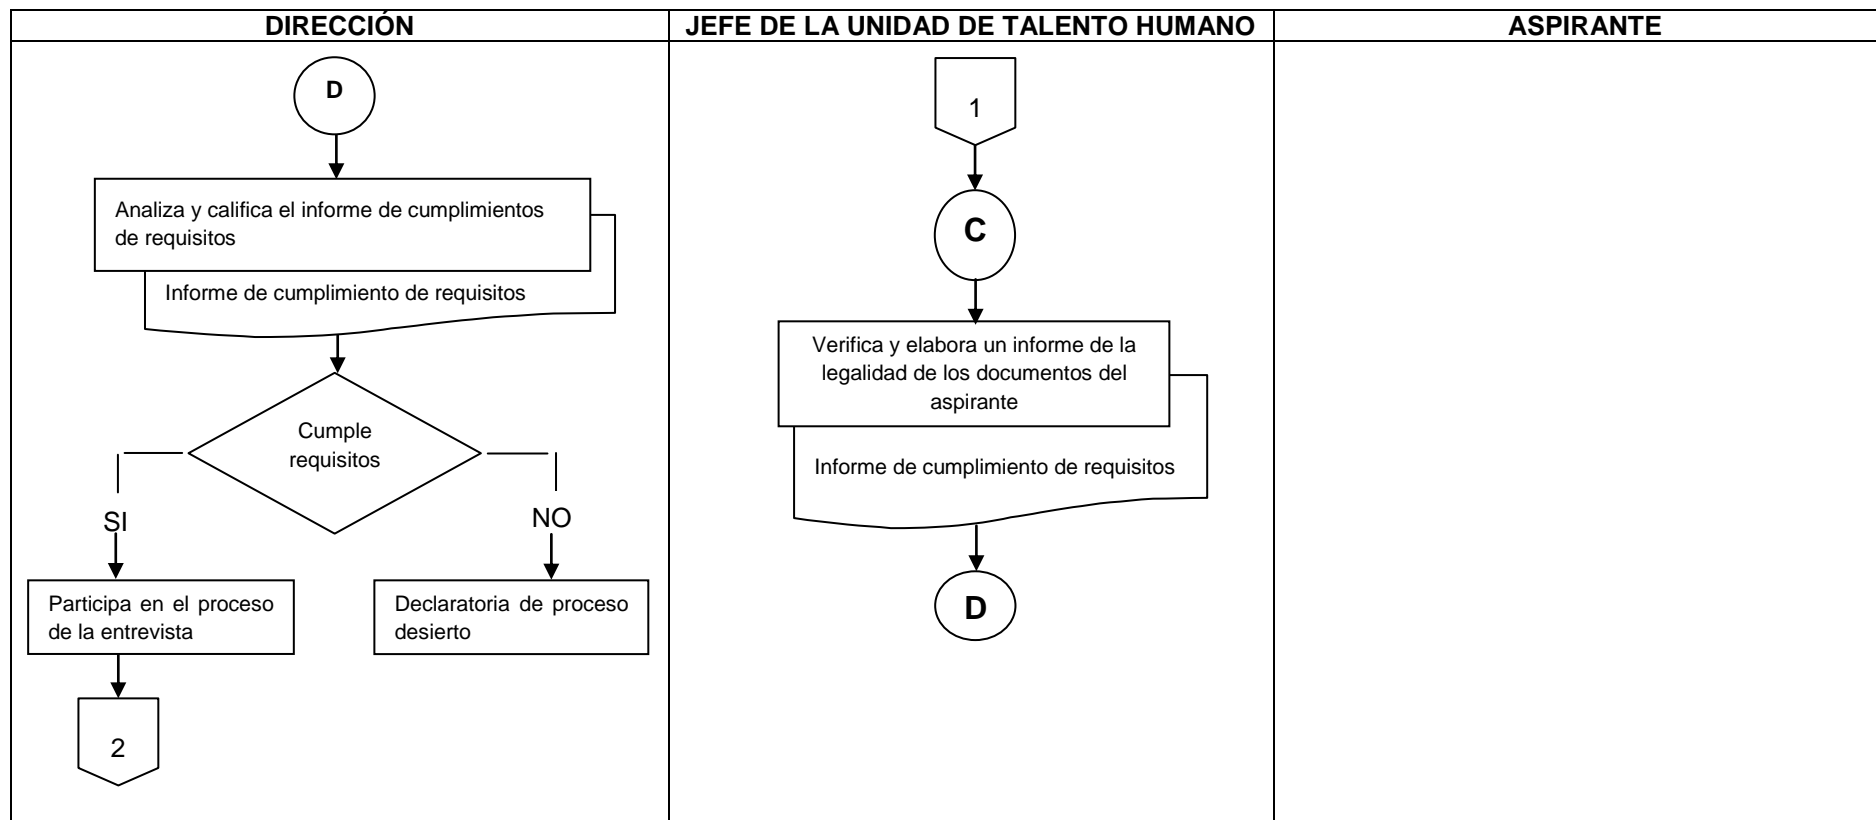 DIRECCIÓN
JEFE DE LA UNIDAD DE TALENTO HUMANO
ASPIRANTE
D
Analiza y califica el informe de cumplimientos
de requisitos
Informe de cumplimiento de requisitos
Cumple
requisitos
SI
NO
Participa en el proceso
de la entrevista
Declaratoria de proceso
desierto
2
1
C
Verifica y elabora un informe de la
legalidad de los documentos del
aspirante
Informe de cumplimiento de requisitos
D